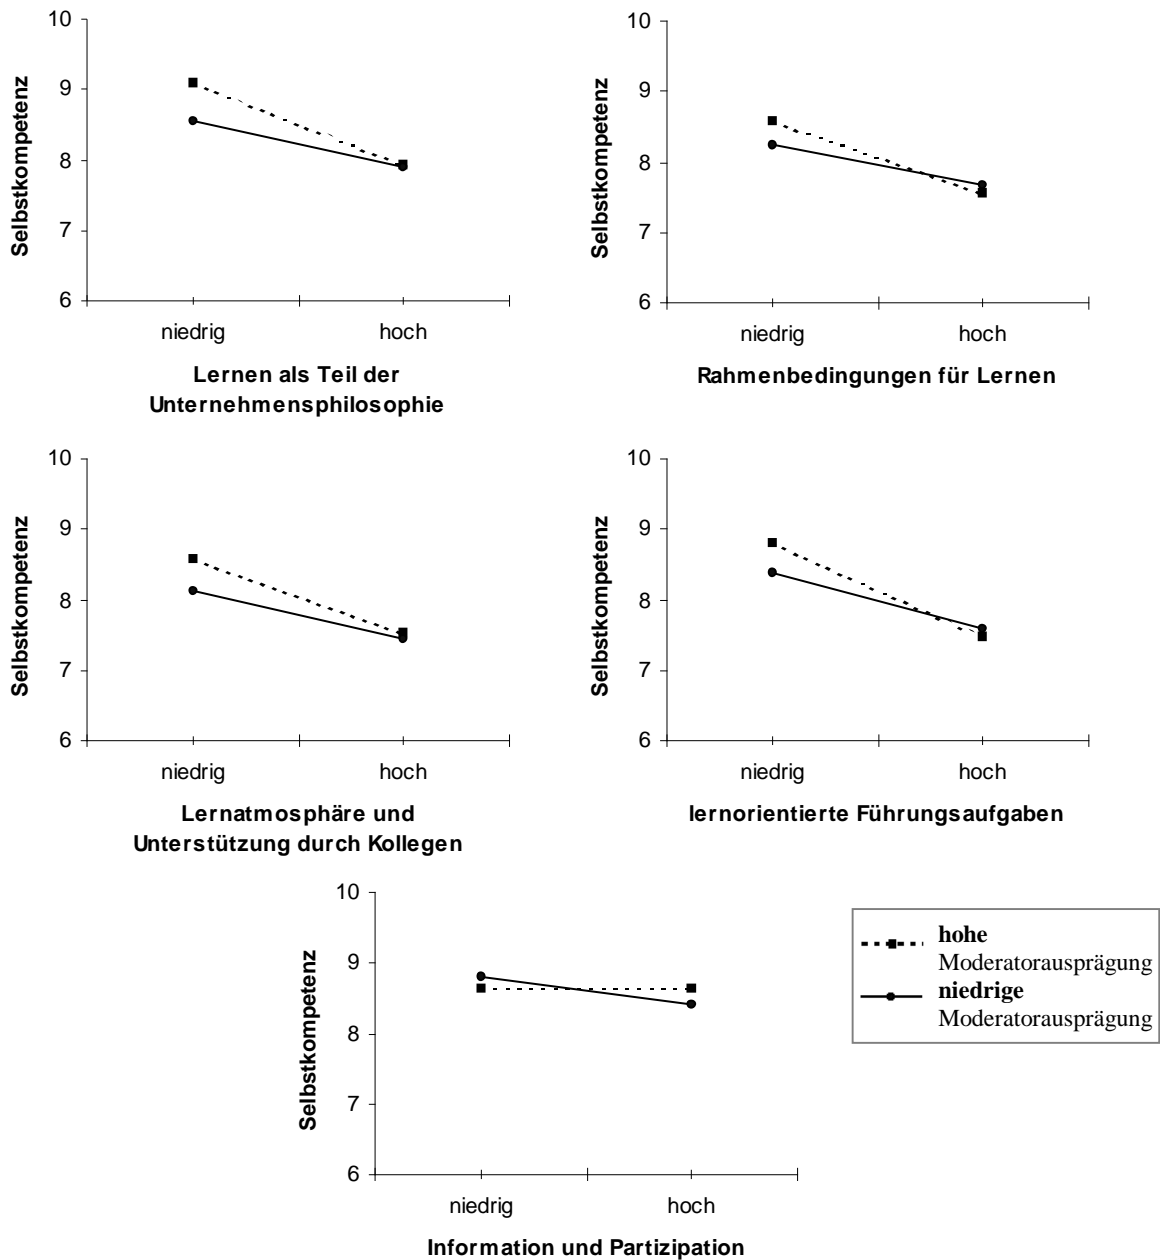 10
9
8
7
6
Selbstkompetenz
niedrig
hoch
Lernen als Teil der
Unternehmensphilosophie
10
9
8
7
6
Selbstkompetenz
niedrig
hoch
Rahmenbedingungen für Lernen
10
9
8
7
6
Selbstkompetenz
niedrig
hoch
Lernatmosphäre und
Unterstützung durch Kollegen
10
9
8
7
6
Selbstkompetenz
niedrig
hoch
lernorientierte Führungsaufgaben
10
9
8
7
6
Selbstkompetenz
niedrig
hoch
Information und Partizipation
hohe
Moderatorausprägung
niedrige
Moderatorausprägung